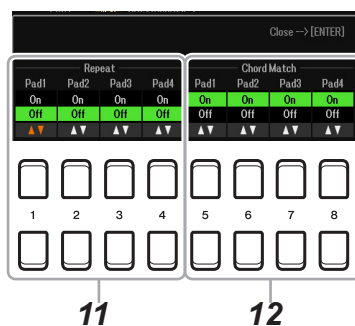 Close --> [ENTER]
Repeat Chord Match
Pad1 Pad2 Pad3 Pad4 Pad1 Pad2 Pad3 Pad4
On On On On On On On On
Off Off Off Off Off Off Off Off
▲▼ ▲▼ ▲▼ ▲▼ ▲▼ ▲▼ ▲▼ ▲▼
1 2 3 4 5 6 7 8
11 12